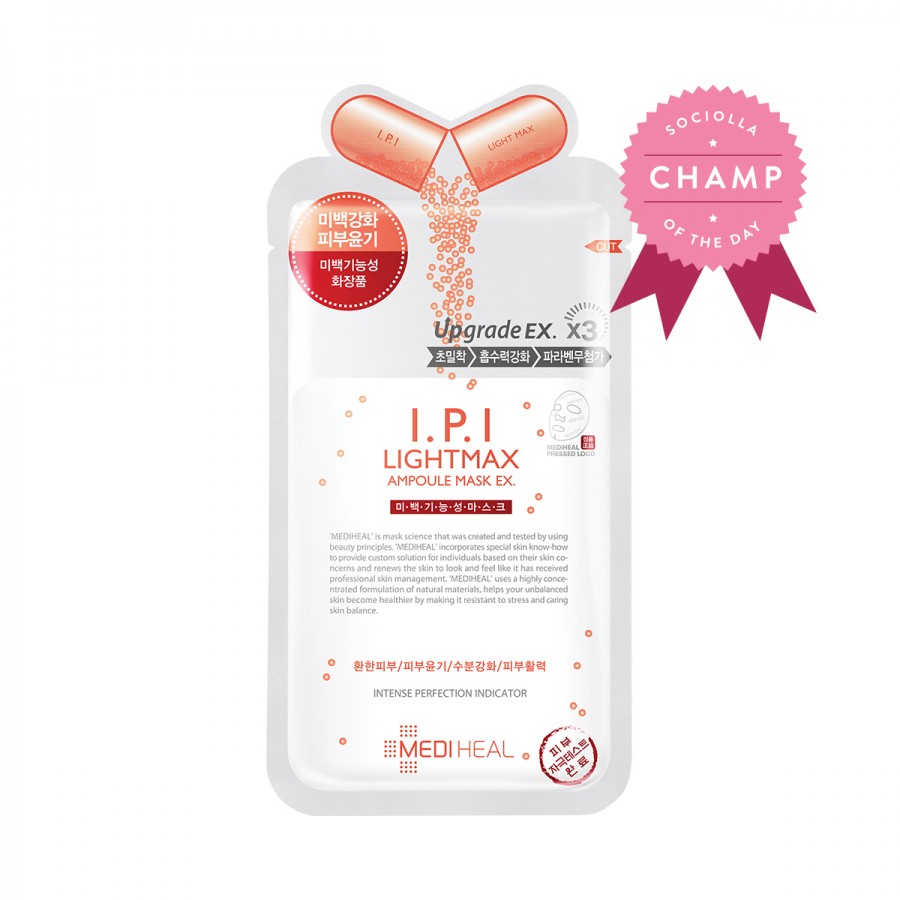 I.P.I
LIGHT MAX
SOCIOLLA
CHAMP
OF THE DAY
미백강화
피부윤기
미백기능성
화장품
CUT
Upgrade EX. x3
초밀착 흡수력강화 파라벤무첨가
I.P.I
LIGHTMAX
AMPOULE MASK EX.
MEDIHEAL
PRESSED LOGO
미·백·기·능·성·마·스·크
'MEDIHEAL' is mask science that was created and tested by using
beauty principles. 'MEDIHEAL' incorporates special skin know-how
to provide custom solution for individuals based on their skin co-
ncerns and renews the skin to look and feel like it has received
professional skin management. 'MEDIHEAL' uses a highly conce-
ntrated formulation of natural materials, helps your unbalanced
skin become healthier by making it resistant to stress and caring
skin balance.
환한피부/피부윤기/수분강화/피부활력
INTENSE PERFECTION INDICATOR
MEDIHEAL
피부
자극테스트
완료